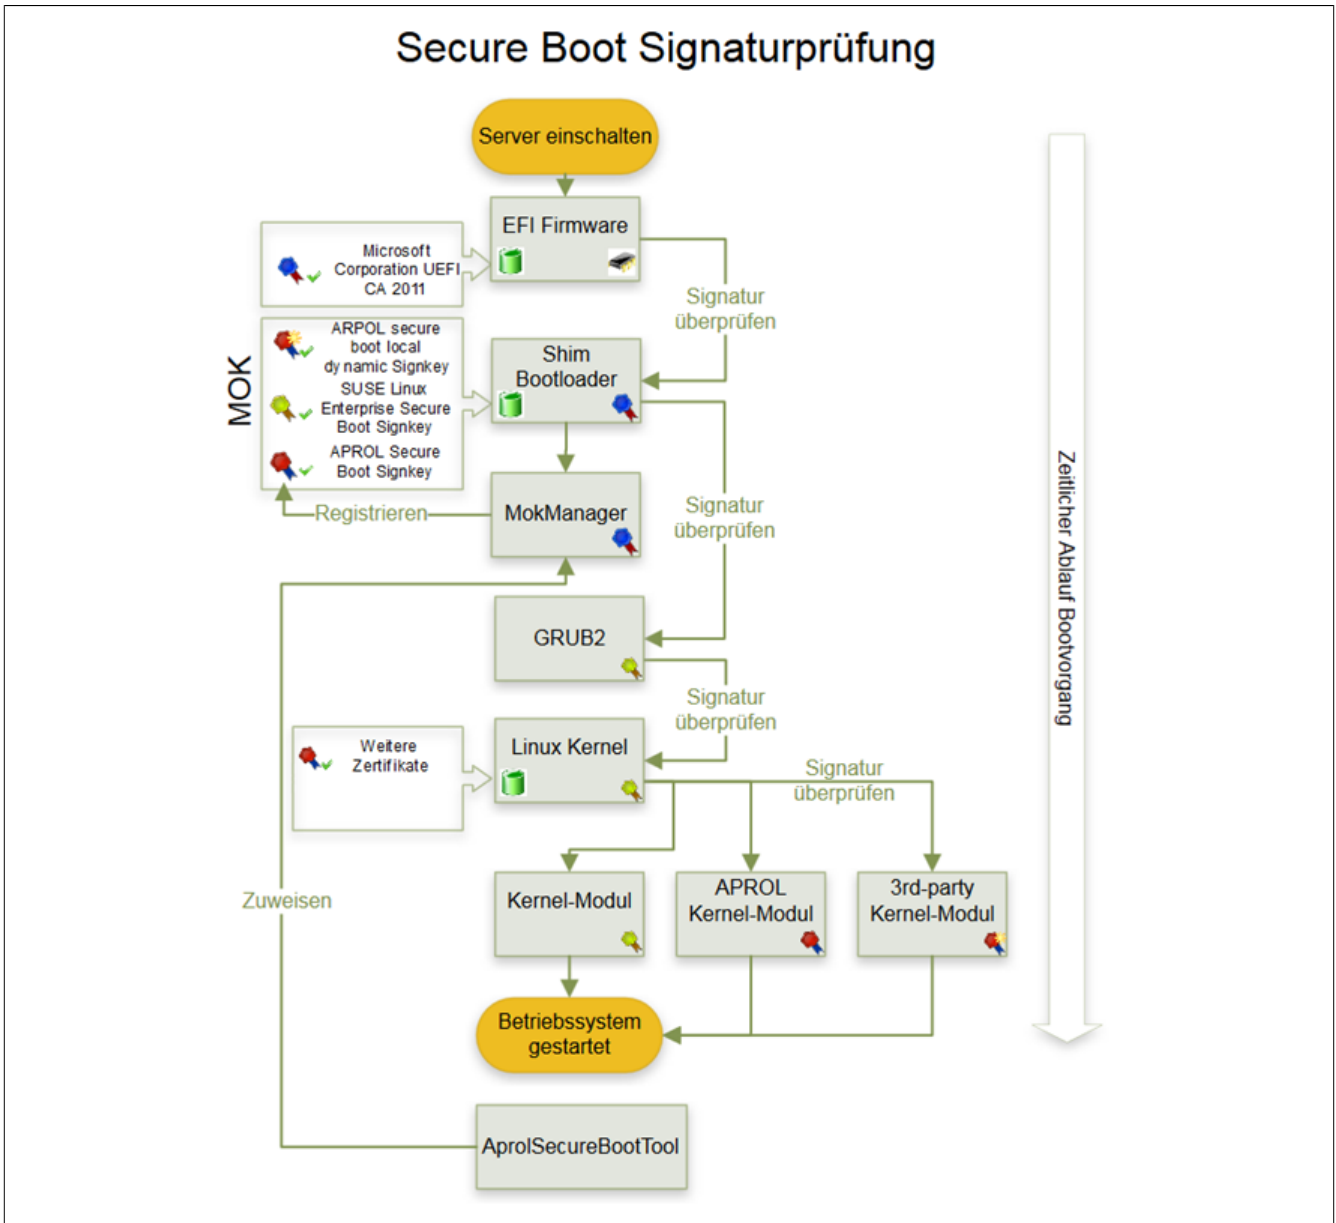 Secure Boot Signaturprüfung
Server einschalten
EFI Firmware
Microsoft
Corporation UEFI
CA 2011
Signatur
überprüfen
MOK
ARPOL secure
boot local
dynamic Signkey
SUSE Linux
Enterprise Secure
Boot Signkey
APROL Secure
Boot Signkey
Shim
Bootloader
Registrieren
MokManager
Signatur
überprüfen
GRUB2
Signatur
überprüfen
Weitere
Zertifikate
Linux Kernel
Signatur
überprüfen
Zuweisen
Kernel-Modul
APROL
Kernel-Modul
3rd-party
Kernel-Modul
Betriebssystem
gestartet
AprolSecureBootTool
Zeitlicher Ablauf Bootvorgang